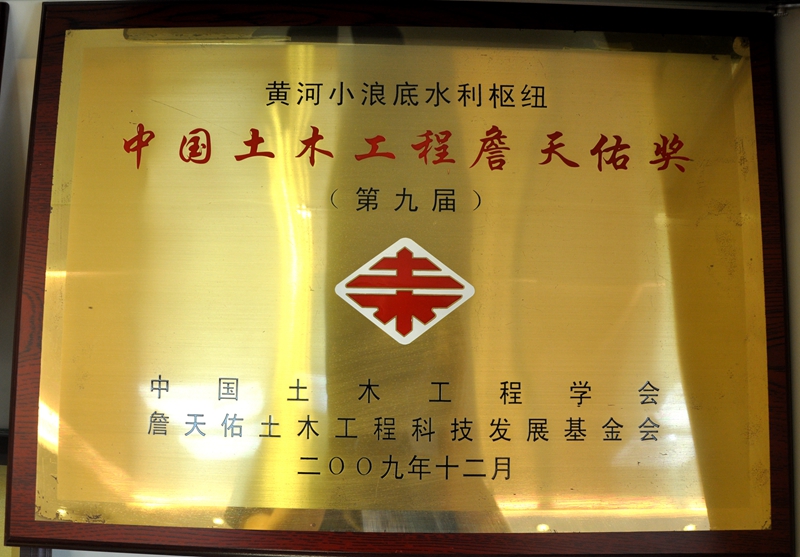 黄河小浪底水利枢纽
中国土木工程詹天佑奖
（第九届）
中国土木工程学会
詹天佑土木工程科技发展基金会
二〇〇九年十二月